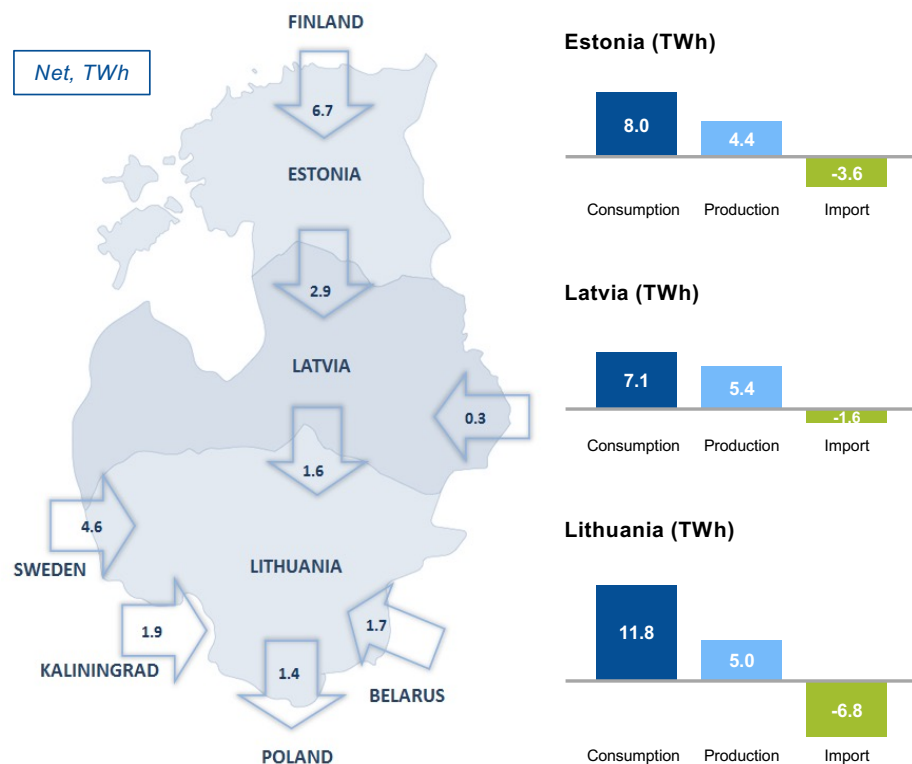 FINLAND
Net, TWh
6.7
ESTONIA
2.9
LATVIA
0.3
1.6
4.6
SWEDEN
LITHUANIA
1.9
KALININGRAD
1.7
BELARUS
1.4
POLAND
Estonia (TWh)
8.0 4.4
-3.6
Consumption Production Import
Latvia (TWh)
7.1 5.4
-1.6
Consumption Production Import
Lithuania (TWh)
11.8 5.0
-6.8
Consumption Production Import